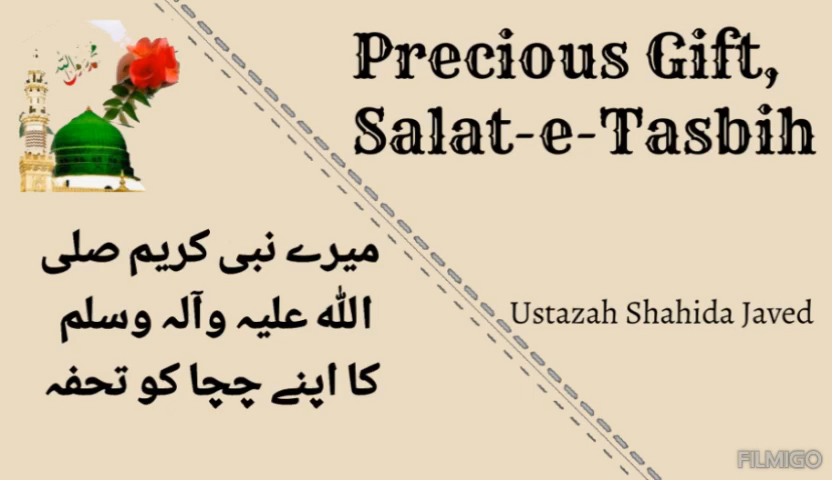 Precious Gift,
Salat-e-Tasbih
میرے نبی کریم صلی
اللہ علیہ وآلہ وسلم
کا اپنے چچا کو تحفہ
Ustazah Shahida Javed
FILMIGO